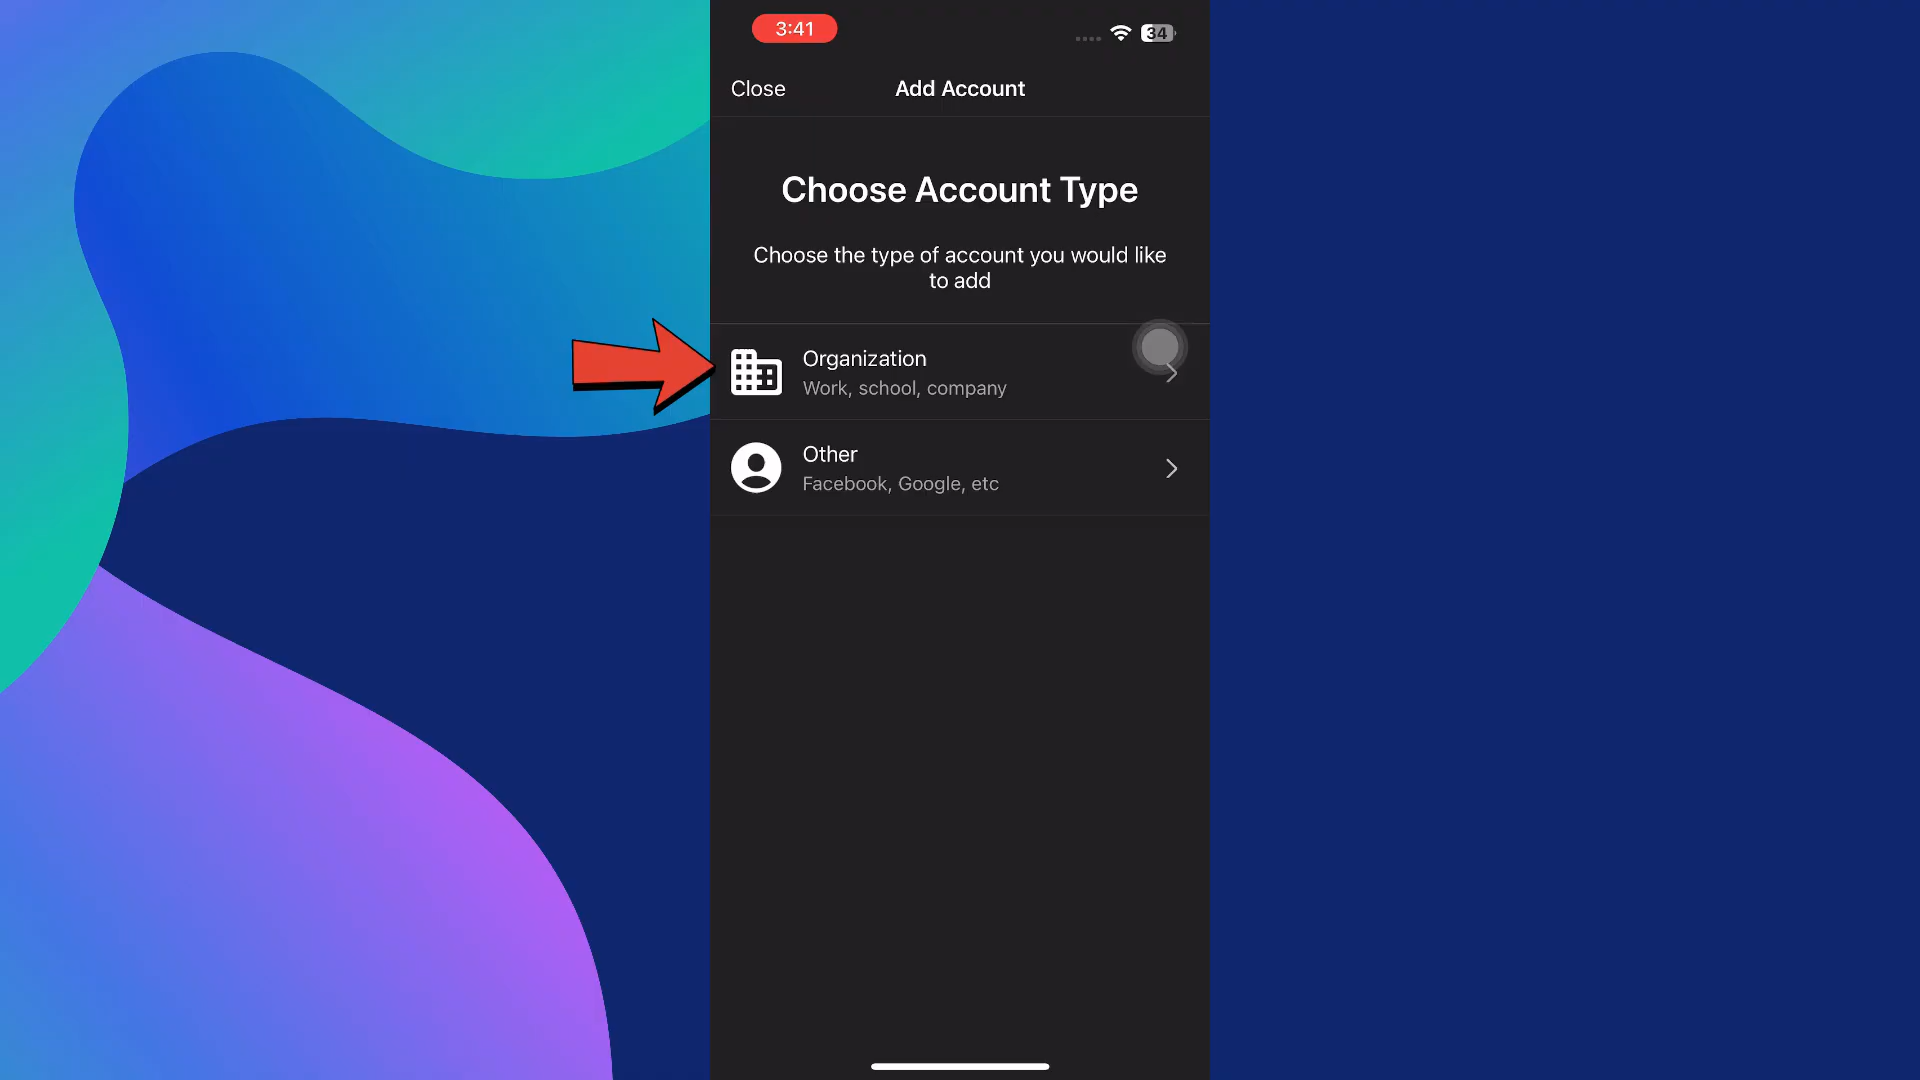 3:41
34
Close
Add Account
Choose Account Type
Choose the type of account you would like
to add
Organization
Work, school, company
Other
Facebook, Google, etc